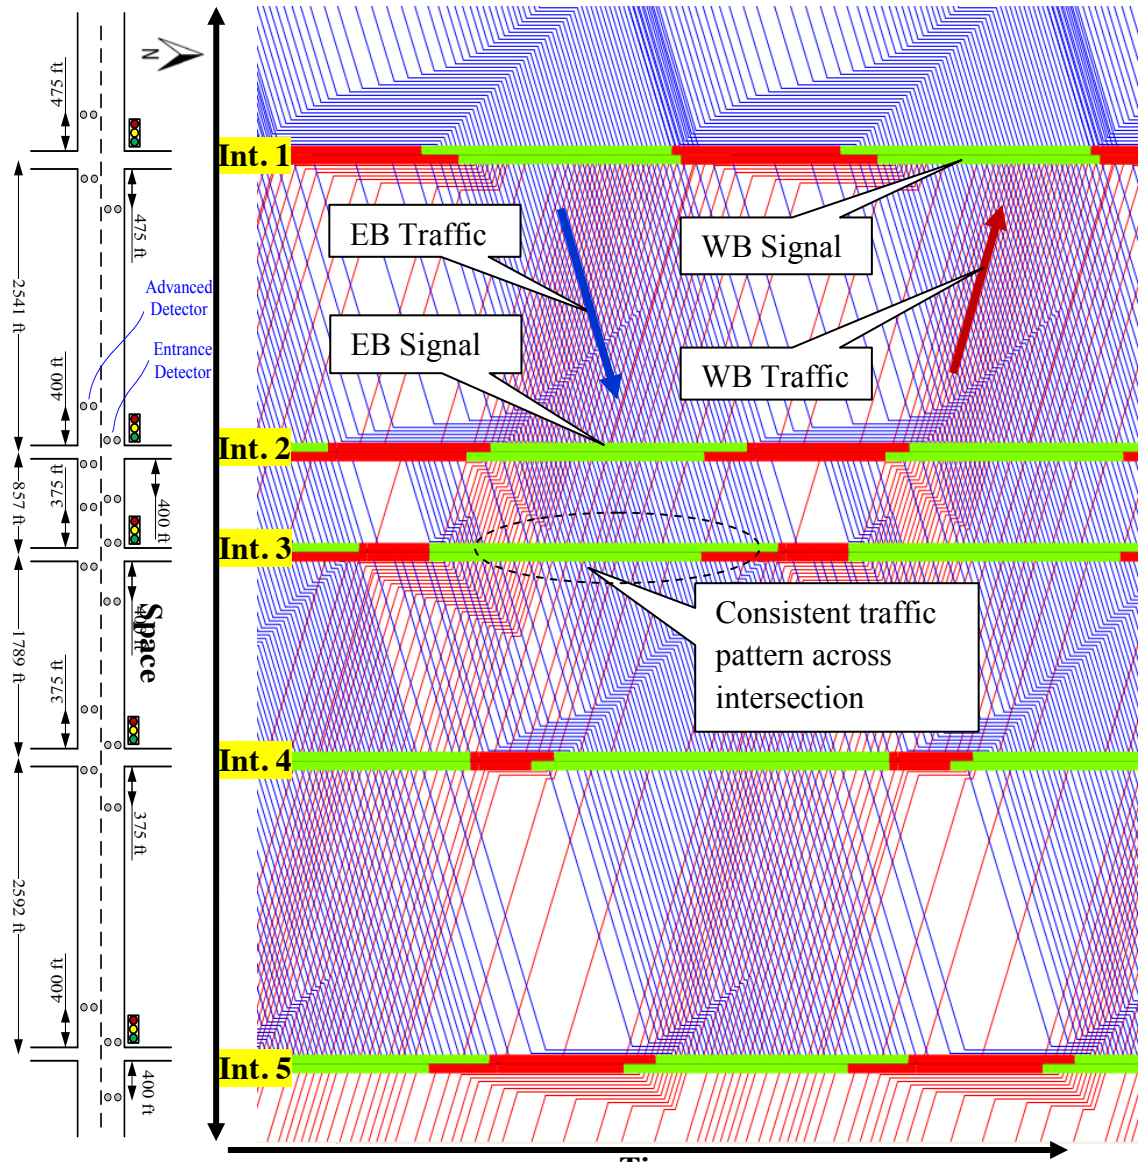 N
475 ft
Int. 1
475 ft
EB Traffic
WB Signal
2541 ft
Advanced
Detector
Entrance
Detector
EB Signal
WB Traffic
400 ft
Int. 2
857 ft
375 ft
400 ft
Int. 3
400 ft
Space
Consistent traffic
pattern across
intersection
1789 ft
375 ft
Int. 4
375 ft
2592 ft
400 ft
Int. 5
400 ft